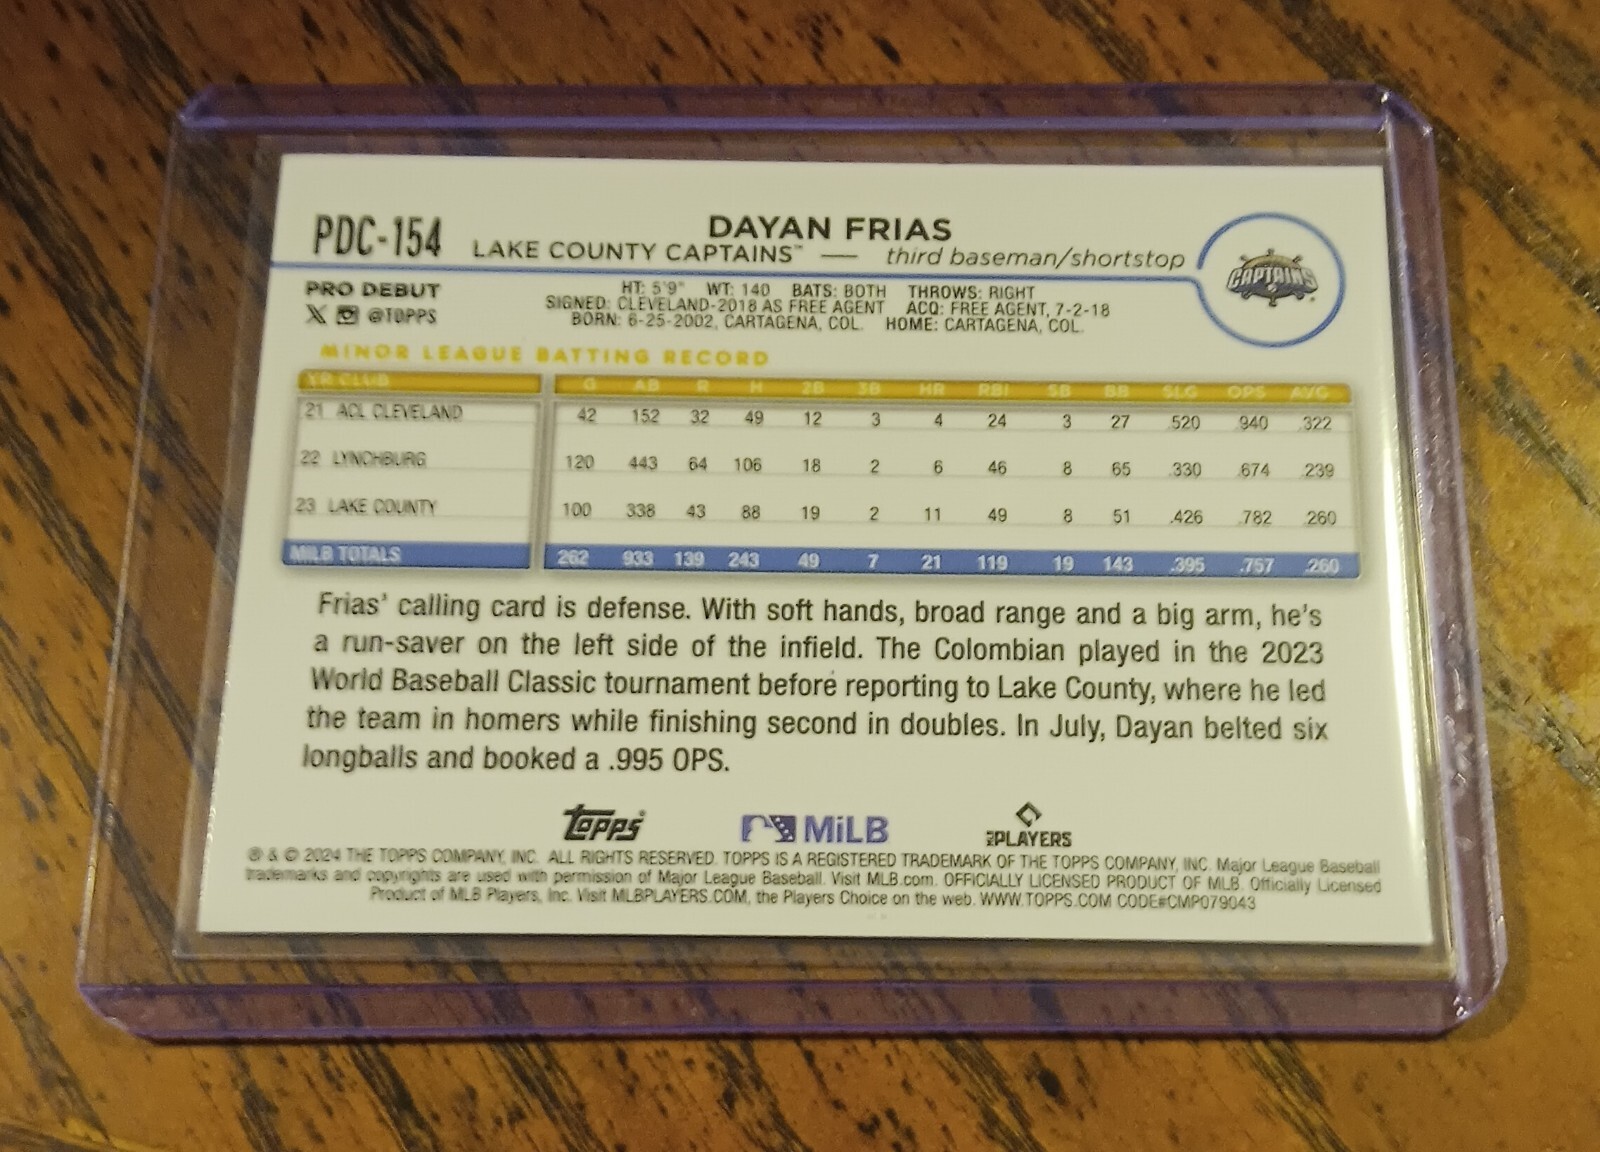 PDC-154
DAYAN FRIAS
LAKE COUNTY CAPTAINS™ — third baseman/shortstop
CAPTAINS
PRO DEBUT
X @TOPPS
HT: 5'9" WT: 140 BATS: BOTH THROWS: RIGHT
SIGNED: CLEVELAND-2018 AS FREE AGENT ACQ: FREE AGENT, 7-2-18
BORN: 6-25-2002, CARTAGENA, COL. HOME: CARTAGENA, COL.
MINOR LEAGUE BATTING RECORD
YR CLUB G AB R H 2B 3B HR RBI SB BB SLG OPS AVG
21 ACL CLEVELAND 42 152 32 49 12 3 4 24 3 27 .520 .940 .322
22 LYNCHBURG 120 443 64 106 18 2 6 46 8 65 .330 .674 .239
23 LAKE COUNTY 100 338 43 88 19 2 11 49 8 51 .426 .782 .260
MILB TOTALS 262 933 139 243 49 7 21 119 19 143 .395 .757 .260
Frias' calling card is defense. With soft hands, broad range and a big arm, he's
a run-saver on the left side of the infield. The Colombian played in the 2023
World Baseball Classic tournament before reporting to Lake County, where he led
the team in homers while finishing second in doubles. In July, Dayan belted six
longballs and booked a .995 OPS.
Topps MiLB MLBPLAYERS
® & © 2024 THE TOPPS COMPANY, INC. ALL RIGHTS RESERVED. TOPPS IS A REGISTERED TRADEMARK OF THE TOPPS COMPANY, INC. Major League Baseball
trademarks and copyrights are used with permission of Major League Baseball. Visit MLB.com. OFFICIALLY LICENSED PRODUCT OF MLB. Officially Licensed
Product of MLB Players, Inc. Visit MLBPLAYERS.COM, the Players Choice on the web. WWW.TOPPS.COM CODE#CMP079043